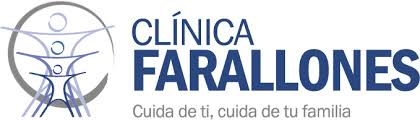 CLÍNICA
FARALLONES
Cuida de ti, cuida de tu familia